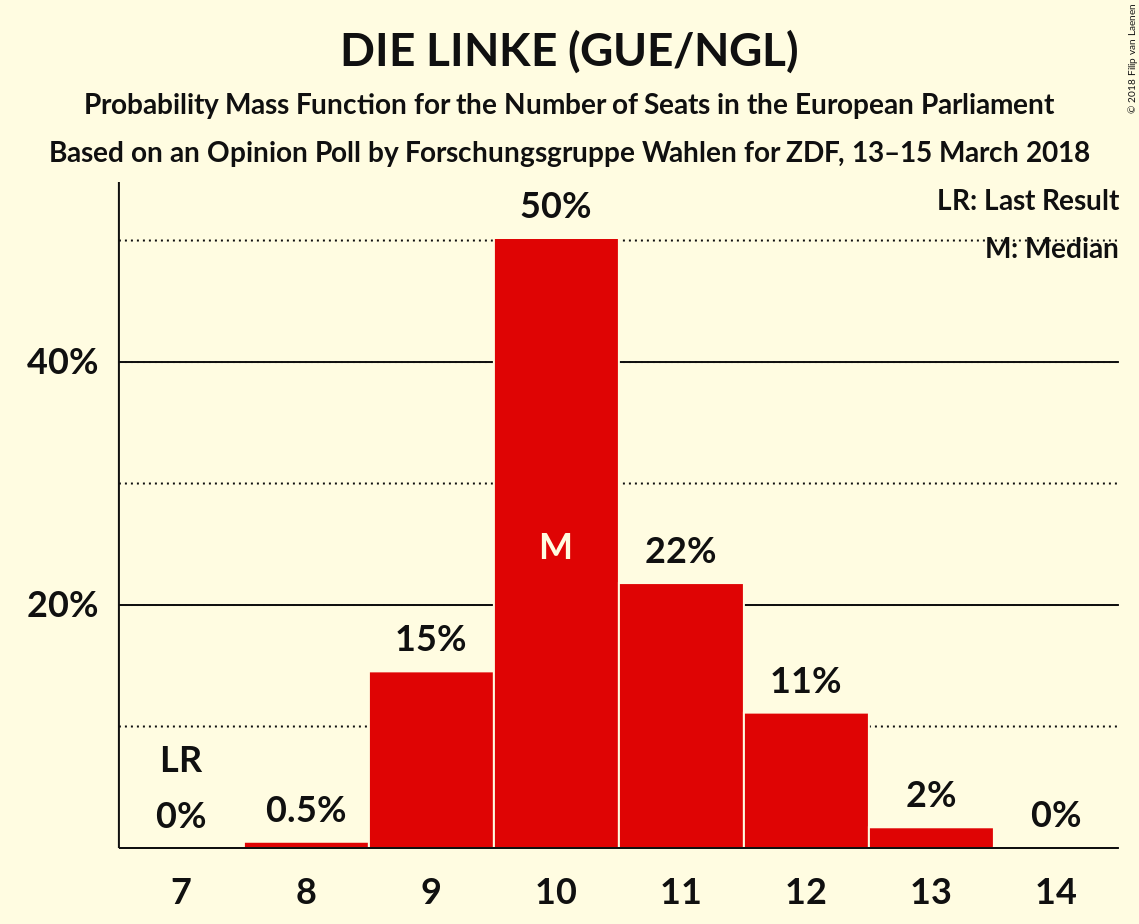 DIE LINKE (GUE/NGL)
Probability Mass Function for the Number of Seats in the European Parliament
Based on an Opinion Poll by Forschungsgruppe Wahlen for ZDF, 13–15 March 2018
© 2018 Filip van Laenen
LR: Last Result
M: Median
50%
40%
M
22%
20%
15%
11%
LR
0%
0.5%
2%
0%
7 8 9 10 11 12 13 14